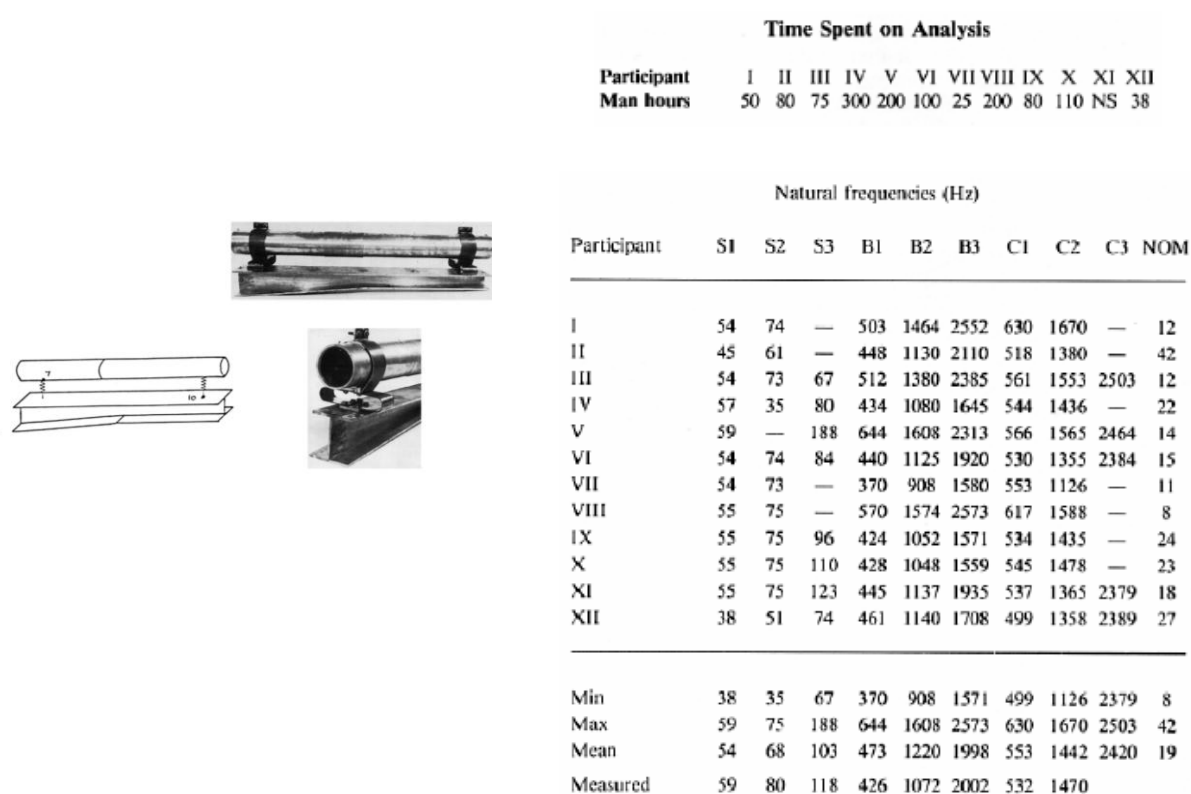 Time Spent on Analysis
Participant I II III IV V VI VII VIII IX X XI XII
Man hours 50 80 75 300 200 100 25 200 80 110 NS 38
Natural frequencies (Hz)
Participant S1 S2 S3 B1 B2 B3 C1 C2 C3 NOM
I 54 74 — 503 1464 2552 630 1670 — 12
II 45 61 — 448 1130 2110 518 1380 — 42
III 54 73 67 512 1380 2385 561 1553 2503 12
IV 57 35 80 434 1080 1645 544 1436 — 22
V 59 — 188 644 1608 2313 566 1565 2464 14
VI 54 74 84 440 1125 1920 530 1355 2384 15
VII 54 73 — 370 908 1580 553 1126 — 11
VIII 55 75 — 570 1574 2573 617 1588 — 8
IX 55 75 96 424 1052 1571 534 1435 — 24
X 55 75 110 428 1048 1559 545 1478 — 23
XI 55 75 123 445 1137 1935 537 1365 2379 18
XII 38 51 74 461 1140 1708 499 1358 2389 27
Min 38 35 67 370 908 1571 499 1126 2379 8
Max 59 75 188 644 1608 2573 630 1670 2503 42
Mean 54 68 103 473 1220 1998 553 1442 2420 19
Measured 59 80 118 426 1072 2002 532 1470
7
10